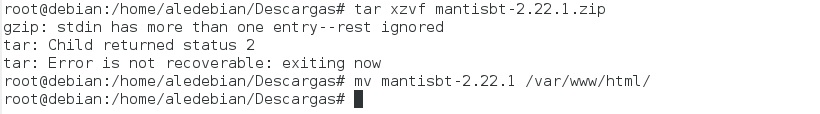 root@debian:/home/aledebian/Descargas# tar xzvf mantisbt-2.22.1.zip
gzip: stdin has more than one entry--rest ignored
tar: Child returned status 2
tar: Error is not recoverable: exiting now
root@debian:/home/aledebian/Descargas# mv mantisbt-2.22.1 /var/www/html/
root@debian:/home/aledebian/Descargas#